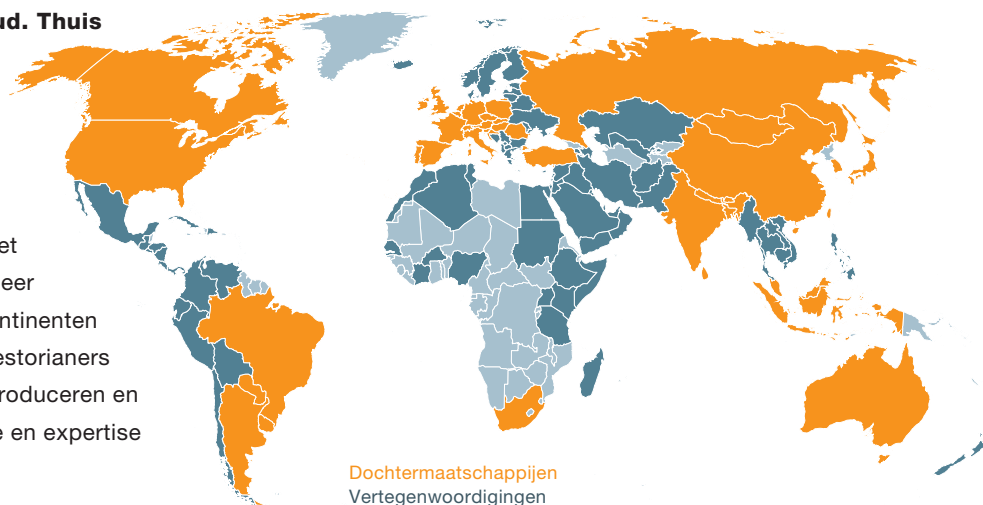 ud. Thuis
et
eer
ntinenten
estorianers
roduceren en
e en expertise
Dochtermaatschappijen
Vertegenwoordigingen